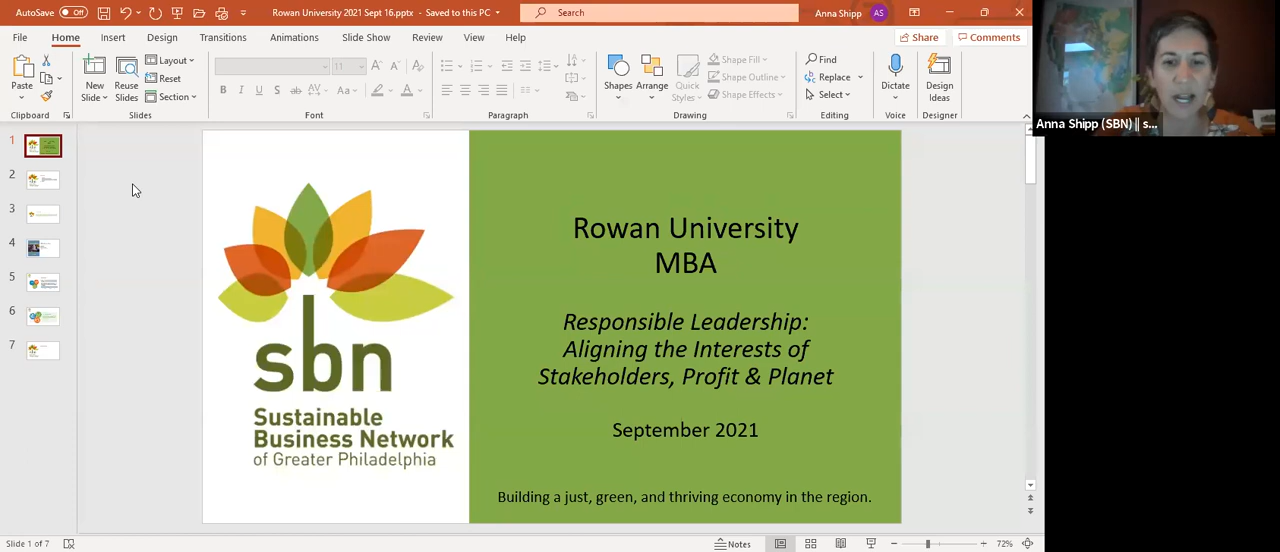 AutoSave Off
Rowan University 2021 Sept 16.pptx - Saved to this PC
Search
Anna Shipp AS
File Home Insert Design Transitions Animations Slide Show Review View Help
Share Comments
Paste
New Slide
Reuse Slides
Layout
Reset
Section
11
Shapes
Arrange
Quick Styles
Shape Fill
Shape Outline
Shape Effects
Find
Replace
Select
Dictate
Design Ideas
Clipboard Slides Font Paragraph Drawing Editing Voice Designer
Anna Shipp (SBN) || s...
1
2
3
4
5
6
7
sbn
Sustainable
Business Network
of Greater Philadelphia
Rowan University
MBA
Responsible Leadership:
Aligning the Interests of
Stakeholders, Profit & Planet
September 2021
Building a just, green, and thriving economy in the region.
Slide 1 of 7
Notes
72%